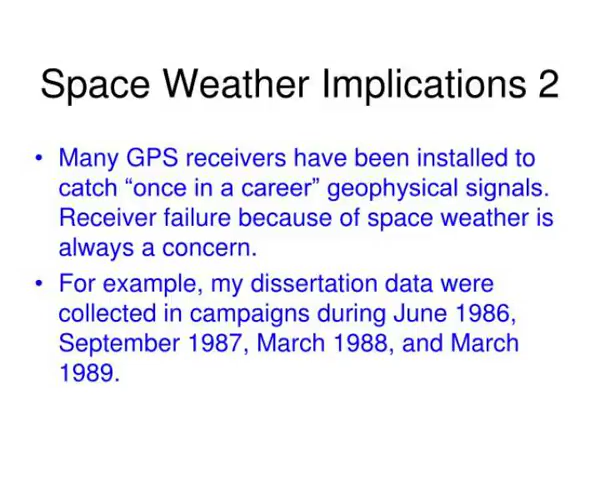 Space Weather Implications 2
• Many GPS receivers have been installed to
catch “once in a career” geophysical signals.
Receiver failure because of space weather is
always a concern.
• For example, my dissertation data were
collected in campaigns during June 1986,
September 1987, March 1988, and March
1989.